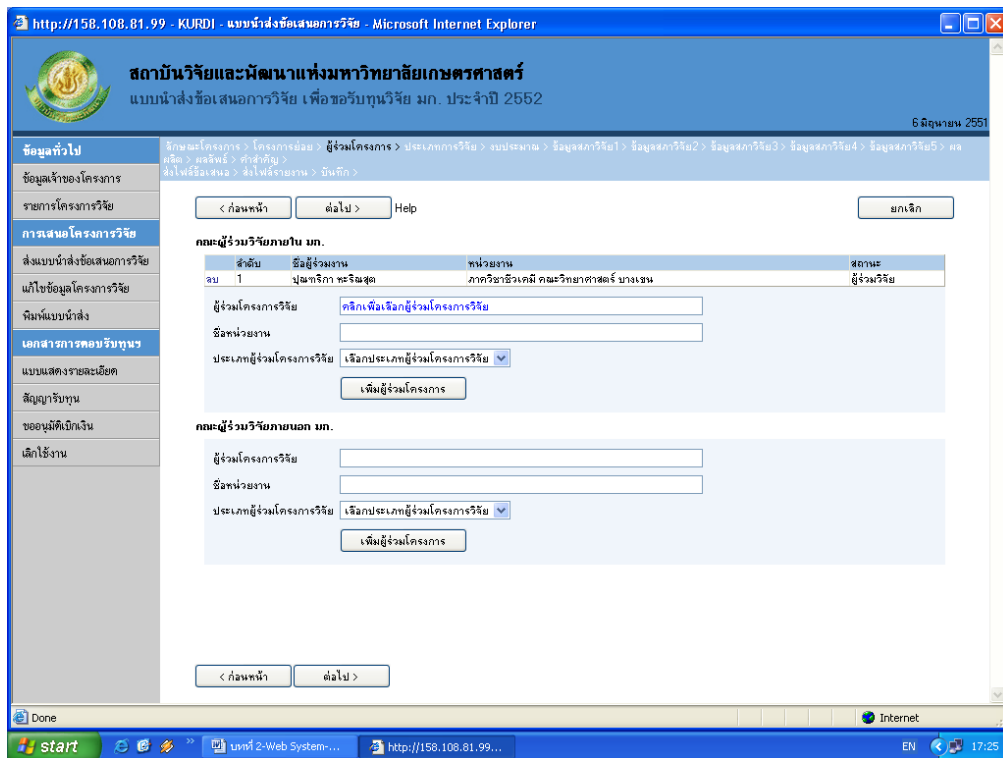 http://158.108.81.99 - KURDI - แบบนำส่งข้อเสนอการวิจัย - Microsoft Internet Explorer
สถาบันวิจัยและพัฒนาแห่งมหาวิทยาลัยเกษตรศาสตร์
แบบนำส่งข้อเสนอการวิจัย เพื่อขอรับทุนวิจัย มก. ประจำปี 2552
6 มิถุนายน 2551
ข้อมูลทั่วไป
ข้อมูลเจ้าของโครงการ
รายการโครงการวิจัย
การเสนอโครงการวิจัย
ส่งแบบนำส่งข้อเสนอการวิจัย
แก้ไขข้อมูลโครงการวิจัย
พิมพ์แบบนำส่ง
เอกสารการตอบรับทุนฯ
แบบแสดงรายละเอียด
สัญญารับทุน
ขออนุมัติเบิกเงิน
เลิกใช้งาน
ลักษณะโครงการ > โครงการย่อย > ผู้ร่วมโครงการ > ประเภทการวิจัย > งบประมาณ > ข้อมูลสภาวิจัย1 > ข้อมูลสภาวิจัย2 > ข้อมูลสภาวิจัย3 > ข้อมูลสภาวิจัย4 > ข้อมูลสภาวิจัย5 > ผล
ผลิต > ผลลัพธ์ > คำสำคัญ >
ส่งไฟล์ข้อเสนอ > ส่งไฟล์รายงาน > บันทึก >
< ก่อนหน้า ต่อไป > Help ยกเลิก
คณะผู้ร่วมวิจัยภายใน มก.
ลำดับ ชื่อผู้ร่วมงาน หน่วยงาน สถานะ
ลบ 1 ปุณฑริกา หะริณสุต ภาควิชาชีวเคมี คณะวิทยาศาสตร์ บางเขน ผู้ร่วมวิจัย
ผู้ร่วมโครงการวิจัย คลิกเพื่อเลือกผู้ร่วมโครงการวิจัย
ชื่อหน่วยงาน
ประเภทผู้ร่วมโครงการวิจัย เลือกประเภทผู้ร่วมโครงการวิจัย
เพิ่มผู้ร่วมโครงการ
คณะผู้ร่วมวิจัยภายนอก มก.
ผู้ร่วมโครงการวิจัย
ชื่อหน่วยงาน
ประเภทผู้ร่วมโครงการวิจัย เลือกประเภทผู้ร่วมโครงการวิจัย
เพิ่มผู้ร่วมโครงการ
< ก่อนหน้า ต่อไป >
Done Internet
start บทที่ 2-Web System-... http://158.108.81.99... EN 17:25